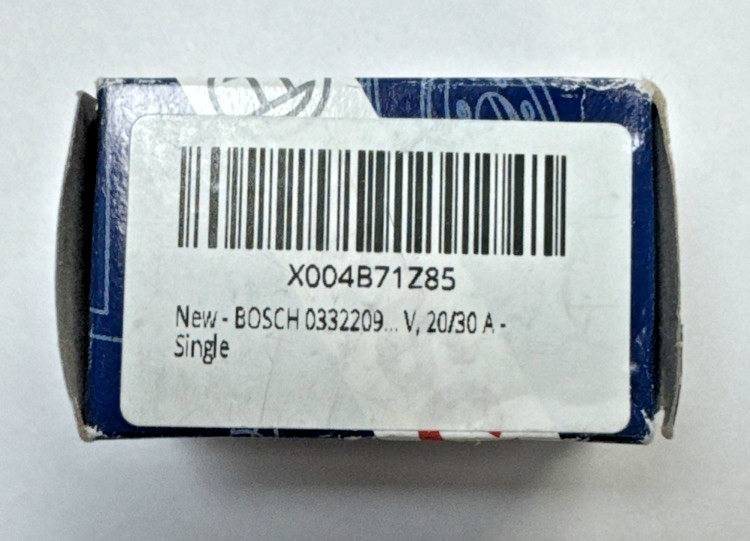 X004B71Z85
New - BOSCH 0332209... V, 20/30 A -
Single